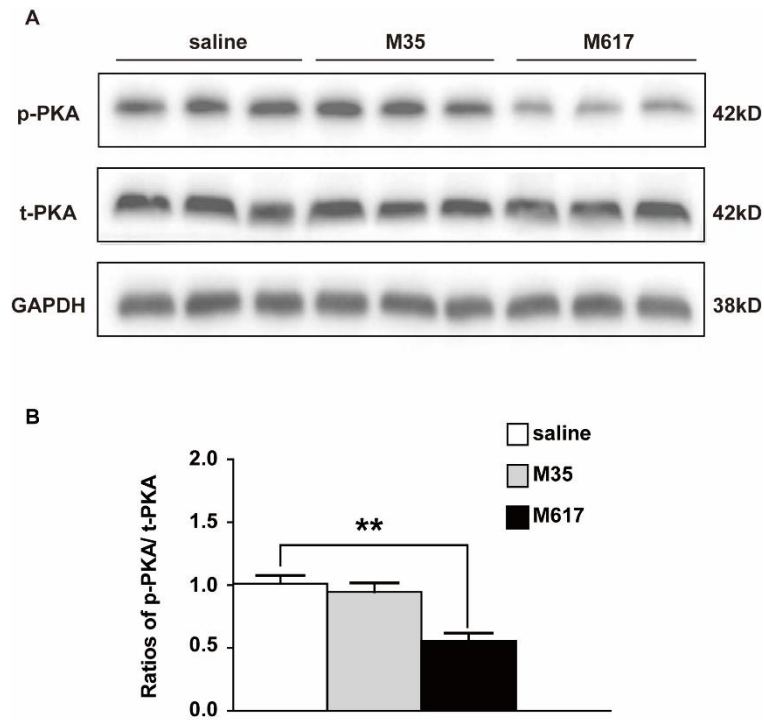 A
saline M35 M617
p-PKA 42kD
t-PKA 42kD
GAPDH 38kD
B
saline
M35
M617
Ratios of p-PKA/ t-PKA
2.0
1.5
1.0
0.5
0.0
**